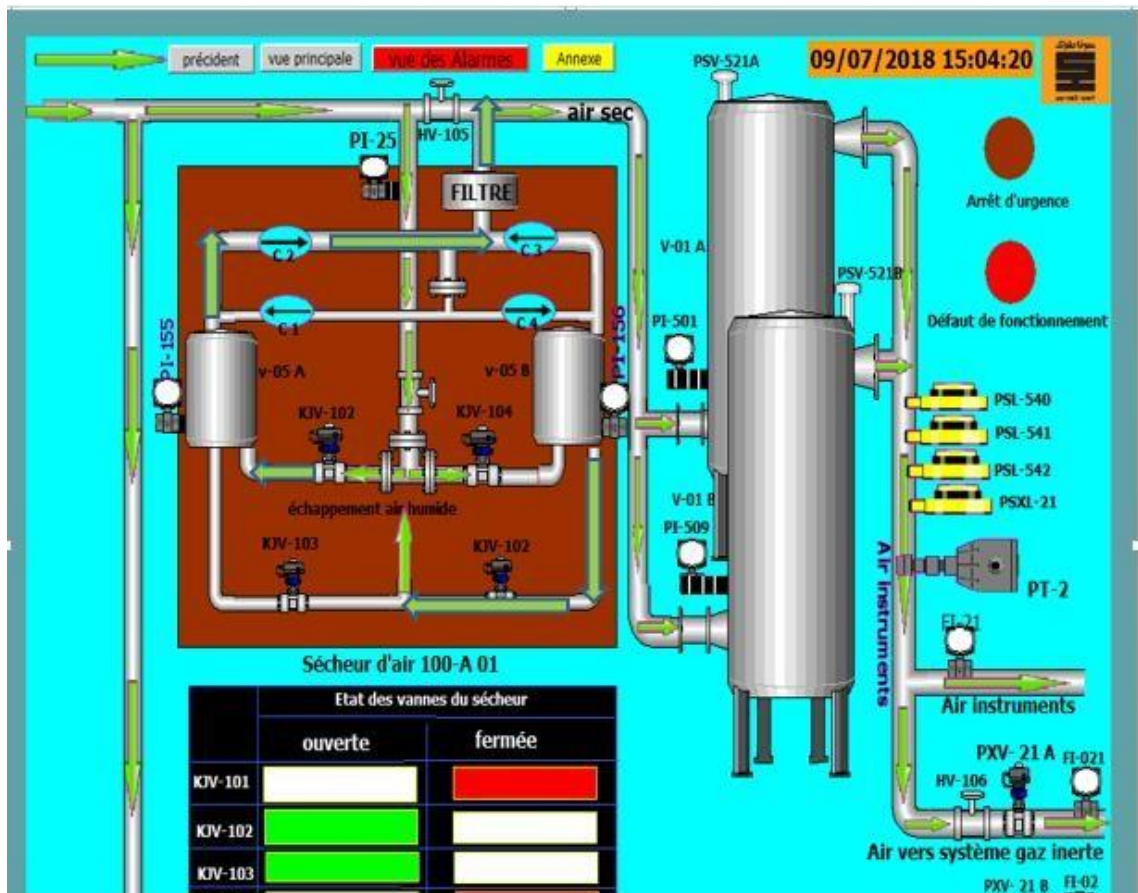 précident
vue principale
vue des Alarmes
Annexe
PSV-521A
09/07/2018 15:04:20
air sec
HV-105
PI-25
FILTRE
Arrêt d'urgence
C.2
C.3
V-01 A
PSV-521B
C.1
C.4
PI-501
Défaut de fonctionnement
PI-155
PI-156
v-05 A
v-05 B
PSL-540
KJV-102
KJV-104
PSL-541
PSL-542
V-01 B
PSXL-21
échappement air humide
PI-509
KJV-103
KJV-102
Air instruments
PT-2
FI-21
Sécheur d'air 100-A 01
Etat des vannes du sécheur
Air instruments
ouverte
fermée
PXV- 21 A
FI-021
KJV-101
HV-106
KJV-102
Air vers système gaz inerte
KJV-103
PXV- 21 B
FI-02